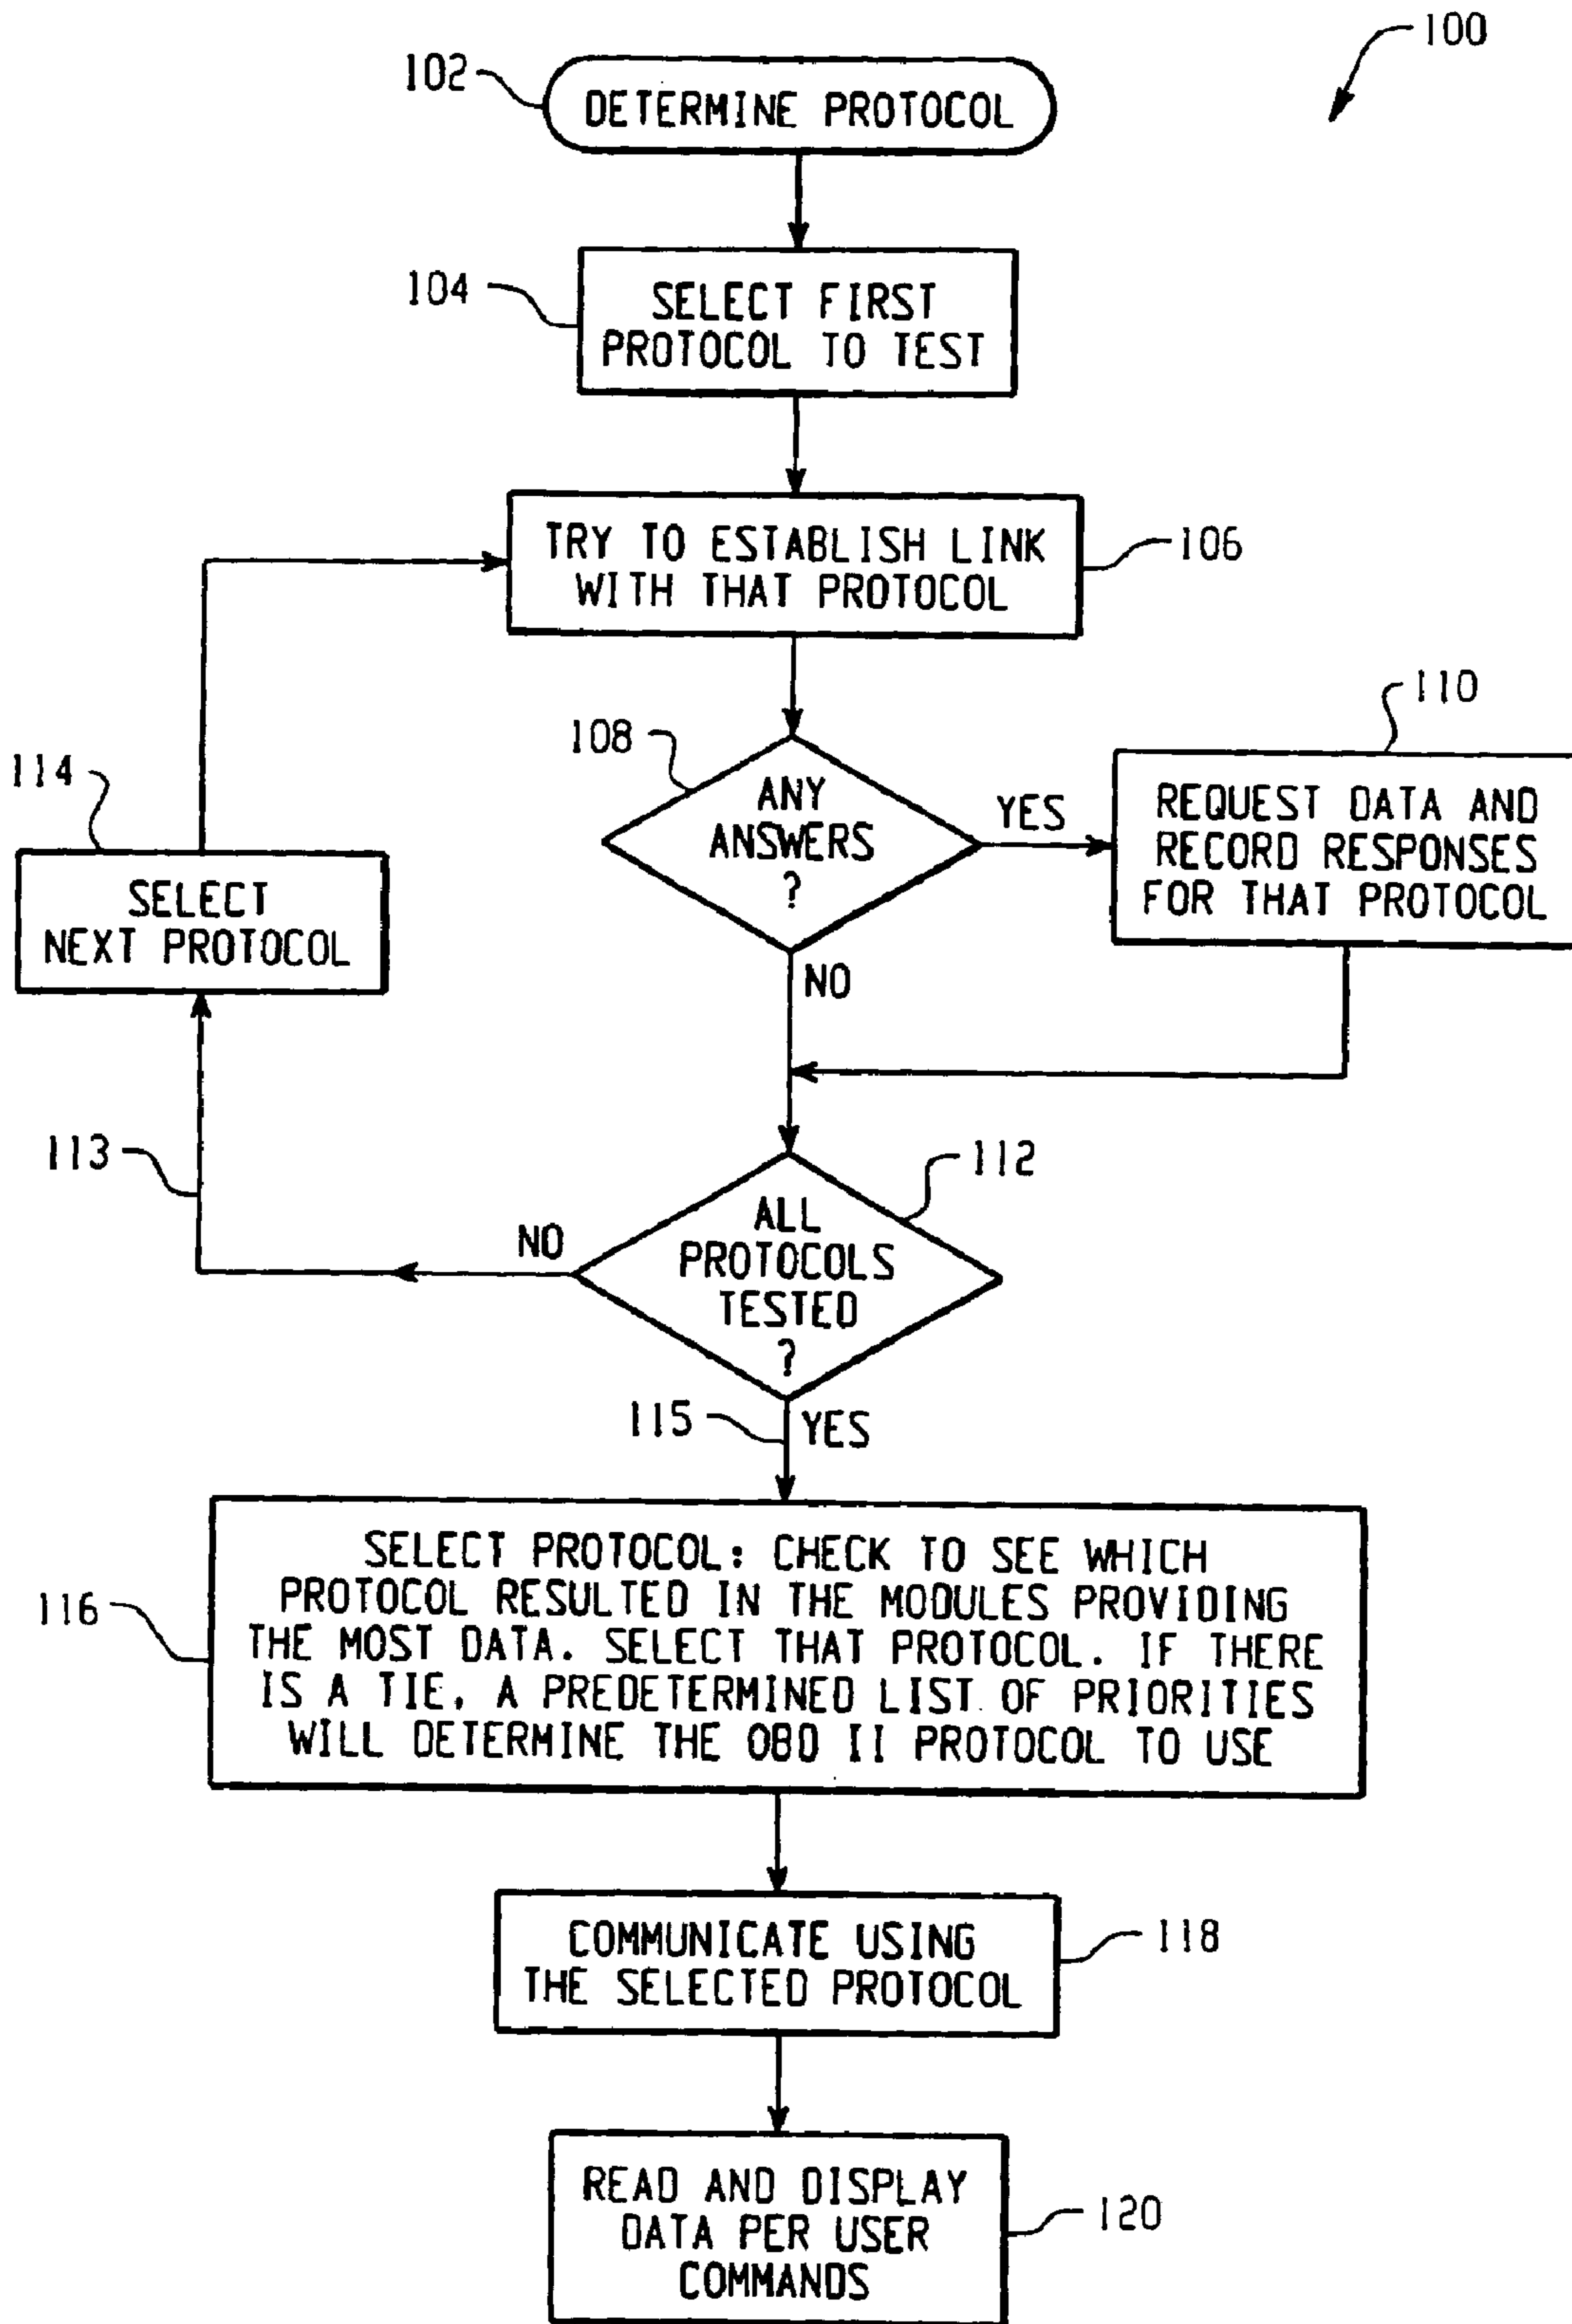 100
102
DETERMINE PROTOCOL
104
SELECT FIRST
PROTOCOL TO TEST
TRY TO ESTABLISH LINK
WITH THAT PROTOCOL
106
108
ANY
ANSWERS
?
YES
NO
110
REQUEST DATA AND
RECORD RESPONSES
FOR THAT PROTOCOL
114
SELECT
NEXT PROTOCOL
113
NO
112
ALL
PROTOCOLS
TESTED
?
115
YES
116
SELECT PROTOCOL: CHECK TO SEE WHICH
PROTOCOL RESULTED IN THE MODULES PROVIDING
THE MOST DATA. SELECT THAT PROTOCOL. IF THERE
IS A TIE, A PREDETERMINED LIST OF PRIORITIES
WILL DETERMINE THE OBD II PROTOCOL TO USE
COMMUNICATE USING
THE SELECTED PROTOCOL
118
READ AND DISPLAY
DATA PER USER
COMMANDS
120